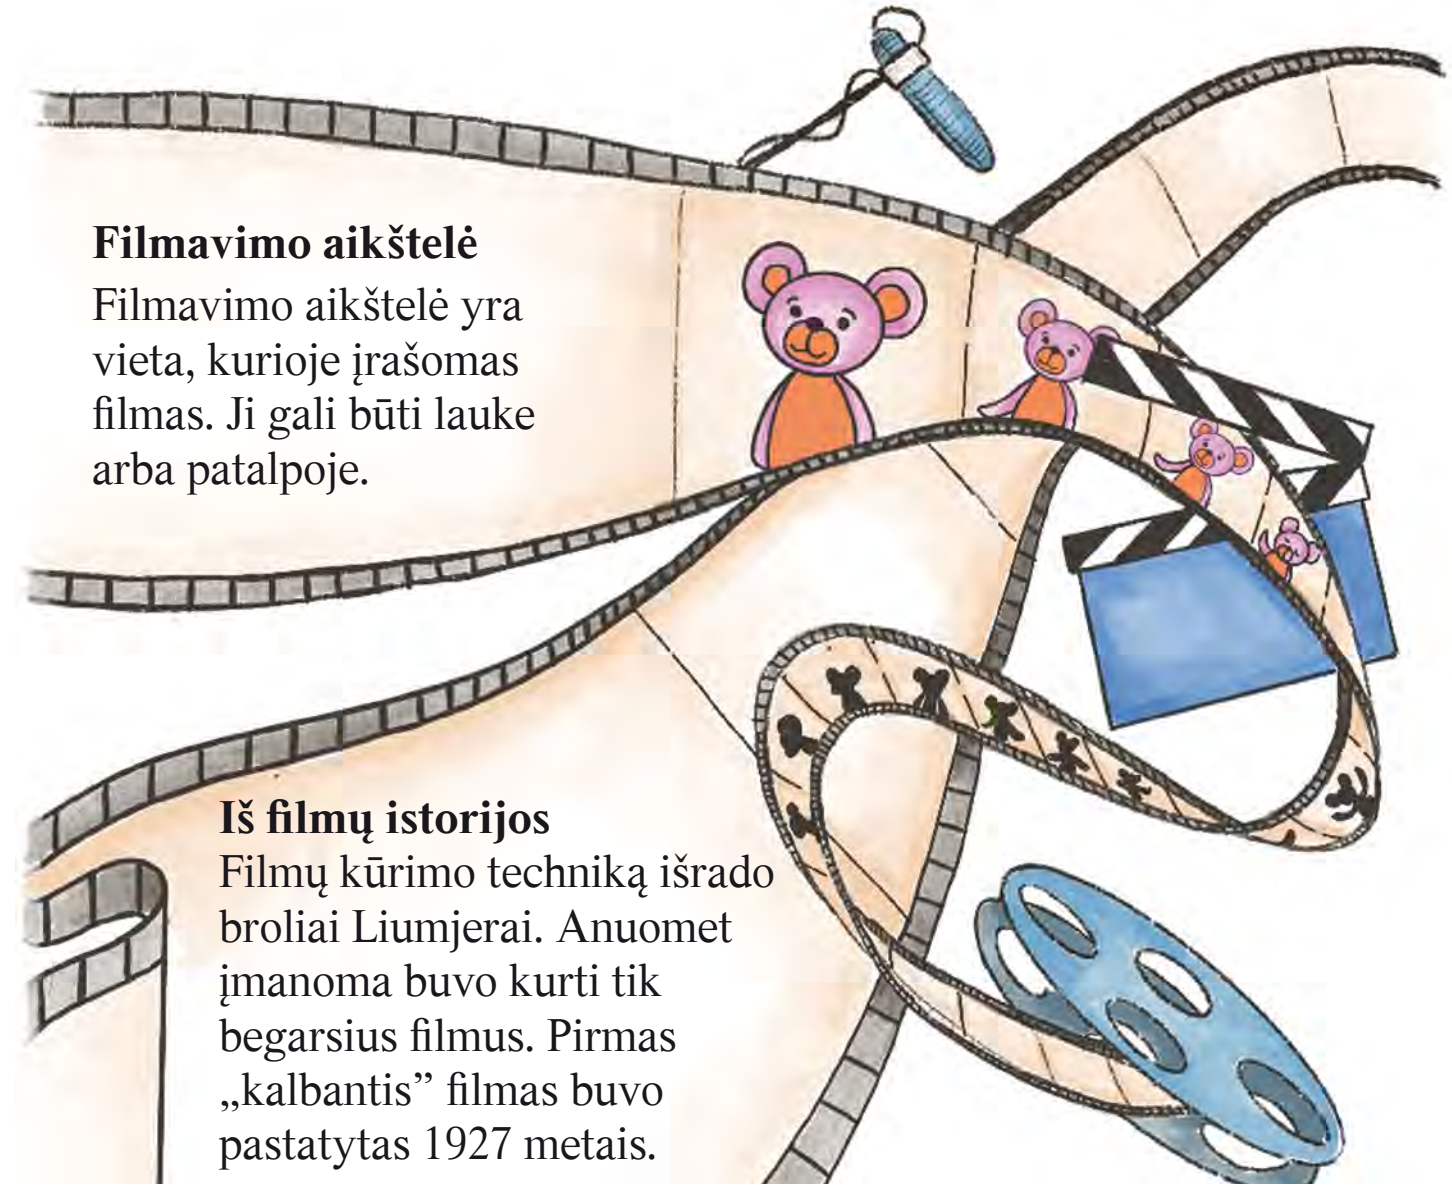 Filmavimo aikštelė
Filmavimo aikštelė yra
vieta, kurioje įrašomas
filmas. Ji gali būti lauke
arba patalpoje.
Iš filmų istorijos
Filmų kūrimo techniką išrado
broliai Liumjerai. Anuomet
įmanoma buvo kurti tik
begarsius filmus. Pirmas
„kalbantis” filmas buvo
pastatytas 1927 metais.